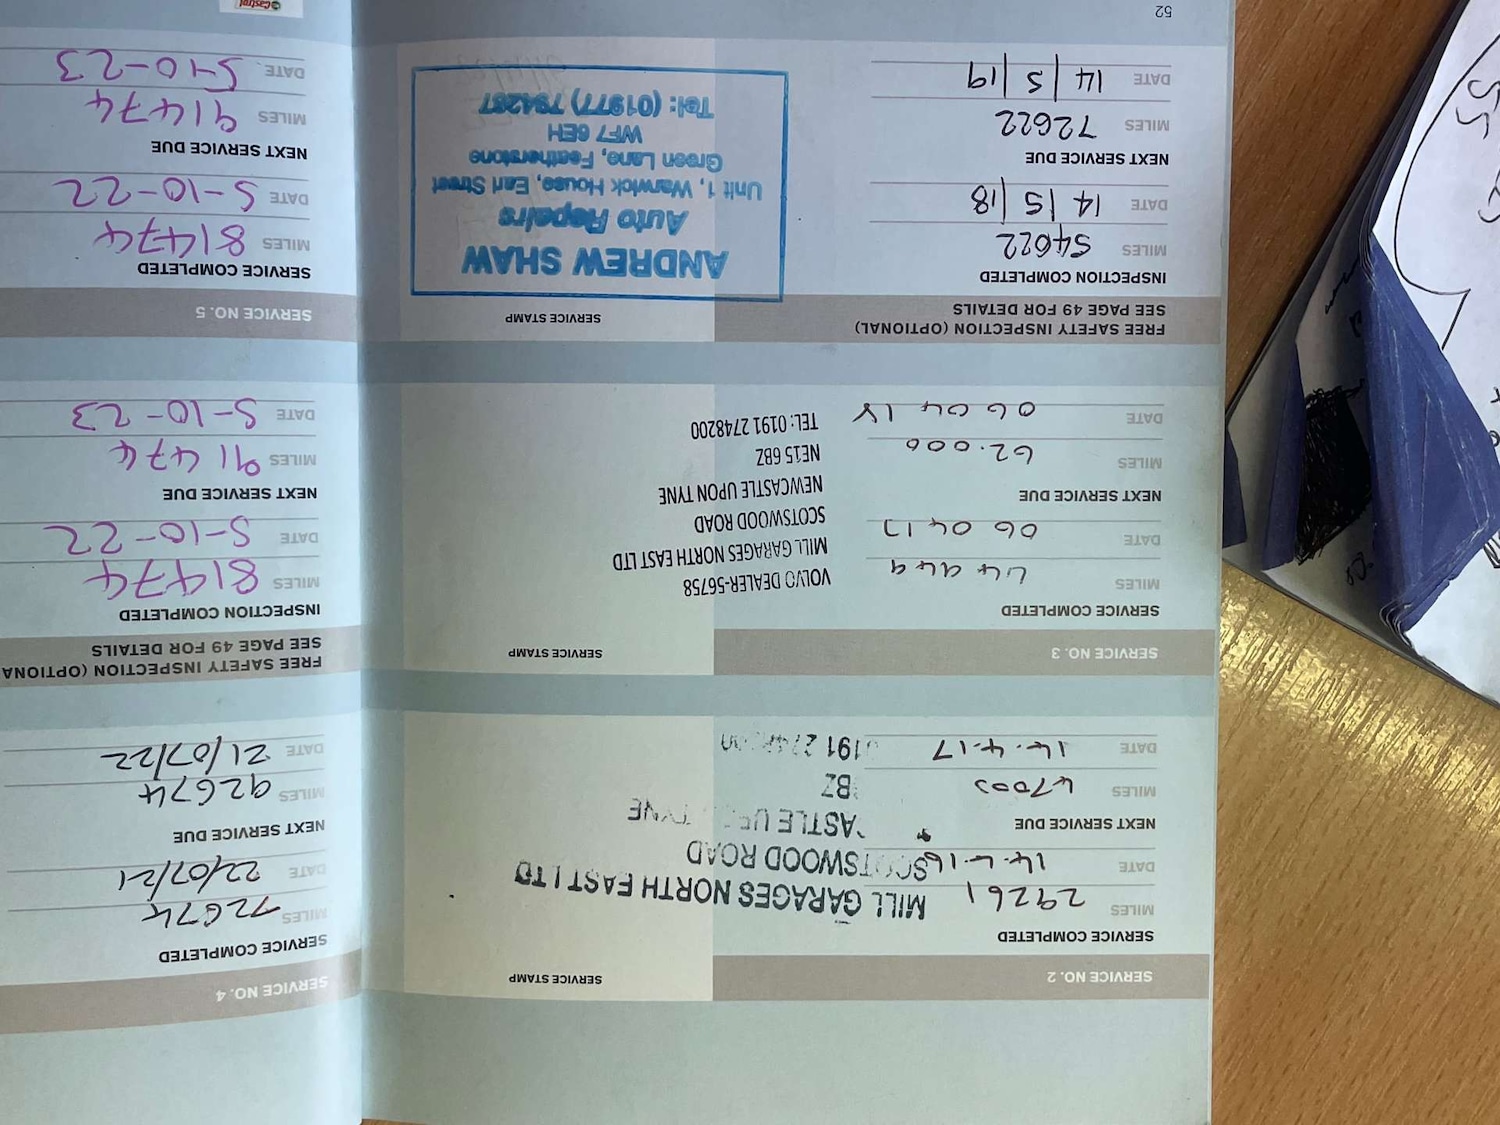 SERVICE NO. 2
SERVICE STAMP
SERVICE COMPLETED
MILES 29261
DATE 14.4.16
NEXT SERVICE DUE
MILES 47000
DATE 14.4.17
MILL GARAGES NORTH EAST LTD
SCOTSWOOD ROAD
ASTLE TYNE
BZ
0191
SERVICE NO. 3
SERVICE STAMP
SERVICE COMPLETED
MILES 44949
DATE 06 04 17
NEXT SERVICE DUE
MILES 62.000
DATE 06 04 18
VOLVO DEALER-56758
MILL GARAGES NORTH EAST LTD
SCOTSWOOD ROAD
NEWCASTLE UPON TYNE
NE15 6BZ
TEL: 0191 2748200
FREE SAFETY INSPECTION (OPTIONAL)
SEE PAGE 49 FOR DETAILS
SERVICE STAMP
INSPECTION COMPLETED
MILES 54022
DATE 14/5/18
NEXT SERVICE DUE
MILES 72622
DATE 14/5/19
ANDREW SHAW
Auto Repairs
Unit 1, Warwick House, Earl Street
Green Lane, Featherstone
WF7 6EH
Tel: (01977)
52
SERVICE NO. 4
SERVICE COMPLETED
MILES 72674
DATE 22/07/21
NEXT SERVICE DUE
MILES 92674
DATE 21/07/22
FREE SAFETY INSPECTION (OPTIONA
SEE PAGE 49 FOR DETAILS
INSPECTION COMPLETED
MILES 81474
DATE 5-10-22
NEXT SERVICE DUE
MILES 91474
DATE 5-10-23
SERVICE NO. 5
SERVICE COMPLETED
MILES 81474
DATE 5-10-22
NEXT SERVICE DUE
MILES 91474
DATE 5-10-23
Castrol